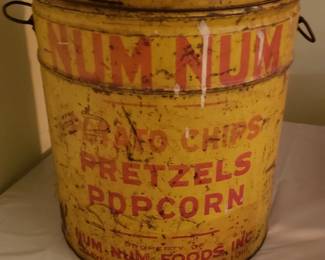 NUM-NUM
POTATO CHIPS
PRETZELS
POPCORN
PROPERTY OF
NUM-NUM FOODS, INC.